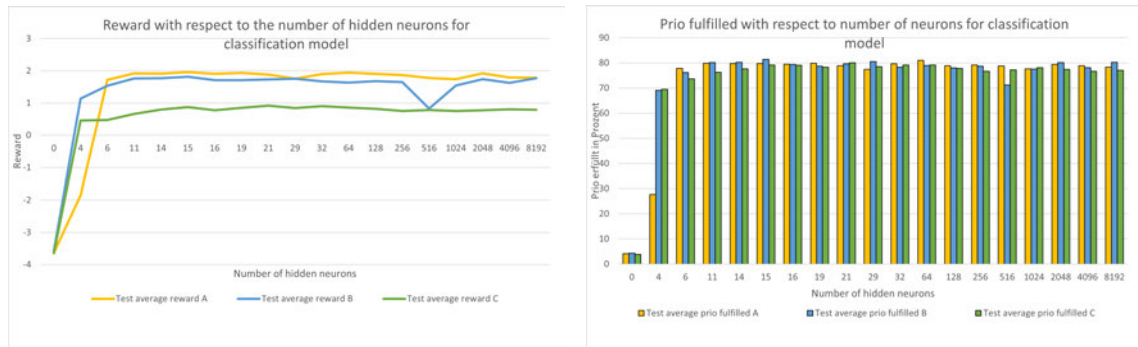 Reward with respect to the number of hidden neurons for
classification model
3
2
1
0
-1
-2
-3
-4
Reward
0 4 6 11 14 15 16 19 21 29 32 64 128 256 516 1024 2048 4096 8192
Number of hidden neurons
Test average reward A Test average reward B Test average reward C
Prio fulfilled with respect to number of neurons for classification
model
90
80
70
60
50
40
30
20
10
0
Prio erfüllt in Prozent
0 4 6 11 14 15 16 19 21 29 32 64 128 256 516 1024 2048 4096 8192
Number of hidden neurons
Test average prio fulfilled A Test average prio fulfilled B Test average prio fulfilled C